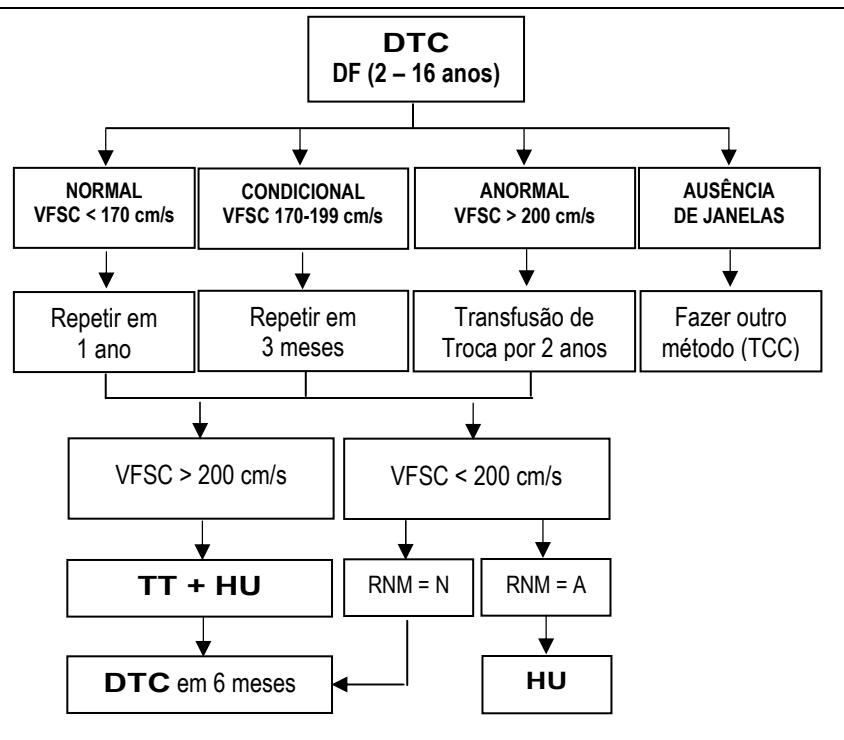 DTC
DF (2 – 16 anos)
NORMAL
VFSC < 170 cm/s
CONDICIONAL
VFSC 170-199 cm/s
ANORMAL
VFSC > 200 cm/s
AUSÊNCIA
DE JANELAS
Repetir em
1 ano
Repetir em
3 meses
Transfusão de
Troca por 2 anos
Fazer outro
método (TCC)
VFSC > 200 cm/s
VFSC < 200 cm/s
TT + HU
RNM = N
RNM = A
DTC em 6 meses
HU